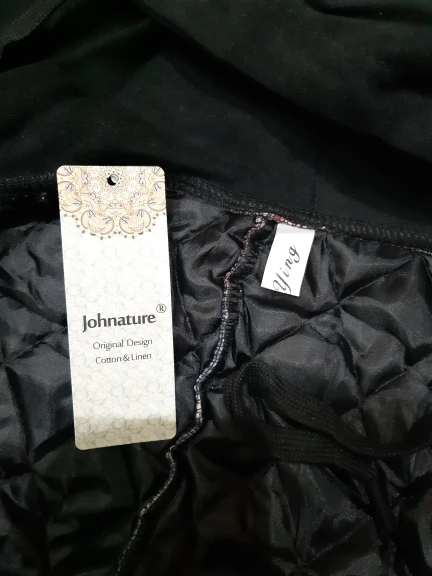 Johnature®
Original Design
Cotton & Linen
Ying